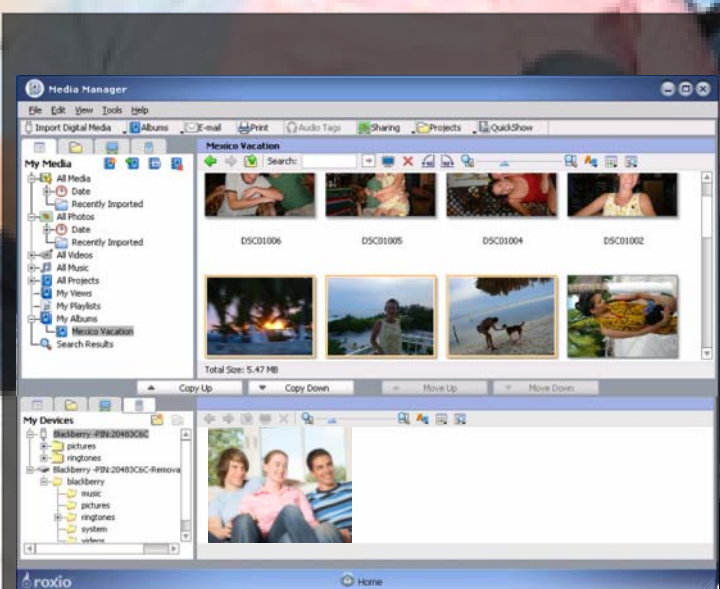 Media Manager
File Edit View Tools Help
Import Digital Media Albums E-mail Print Audio Tags Sharing Projects QuickShow
My Media
All Media
Date
Recently Imported
All Photos
Date
Recently Imported
All Videos
All Music
All Projects
My Views
My Playlists
My Albums
Mexico Vacation
Search Results
Mexico Vacation
Search:
DSC01006 DSC01005 DSC01004 DSC01002
Total Size: 5.47 MB
Copy Up Copy Down Move Up Move Down
My Devices
Blackberry -PIN:20483C6C
pictures
ringtones
Blackberry -PIN:20483C6C-Remova
blackberry
music
pictures
ringtones
system
videos
roxio Home